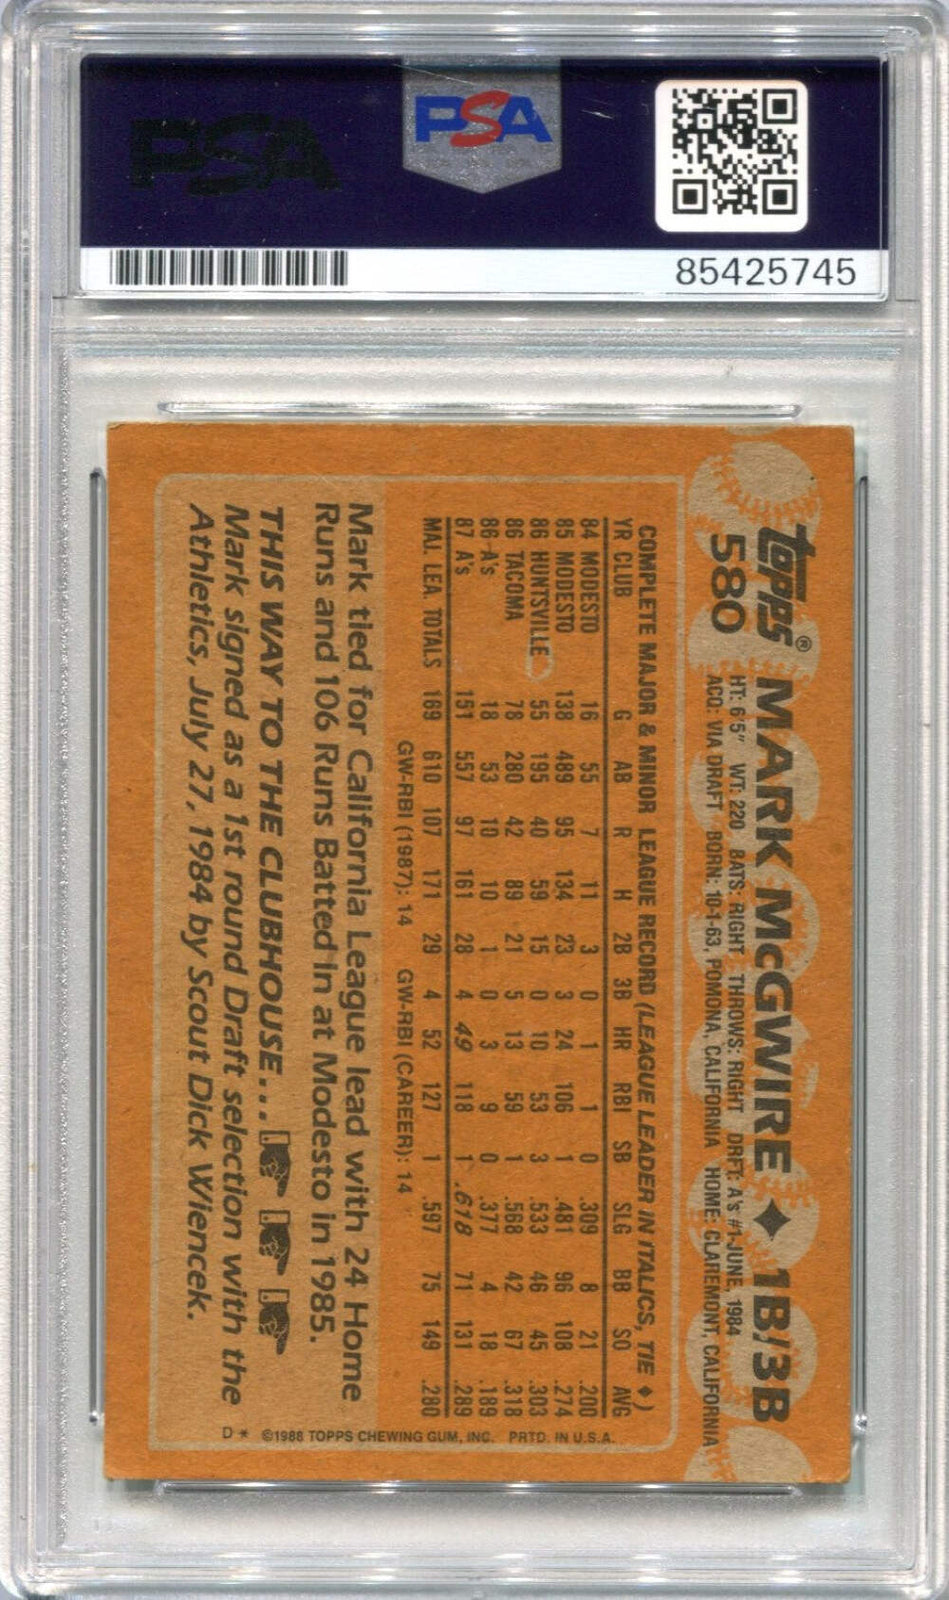 PSA
PSA
85425745
topps®
580
MARK McGWIRE ♦ 1B/3B
HT: 6'5" WT: 220 BATS: RIGHT THROWS: RIGHT DRFT: A's #1-JUNE, 1984
ACQ: VIA DRAFT BORN: 10-1-63, POMONA, CALIFORNIA HOME: CLAREMONT, CALIFORNIA
COMPLETE MAJOR & MINOR LEAGUE RECORD (LEAGUE LEADER IN ITALICS, TIE ♦)
YR CLUB G AB R H 2B 3B HR RBI SB SLG BB SO AVG
84 MODESTO 16 55 7 11 3 0 1 1 0 .309 8 21 .200
85 MODESTO 138 489 95 134 23 3 24 106 1 .481 96 108 .274
86 HUNTSVILLE 55 195 40 59 15 0 10 53 3 .533 46 45 .303
86 TACOMA 78 280 42 89 21 5 13 59 1 .568 42 67 .318
86 A's 18 53 10 10 1 0 3 9 0 .377 4 18 .189
87 A's 151 557 97 161 28 4 49 118 1 .618 71 131 .289
MAJ. LEA. TOTALS 169 610 107 171 29 4 52 127 1 .597 75 149 .280
GW-RBI (1987): 14 GW-RBI (CAREER): 14
Mark tied for California League lead with 24 Home
Runs and 106 Runs Batted In at Modesto in 1985.
THIS WAY TO THE CLUBHOUSE...
Mark signed as a 1st round Draft selection with the
Athletics, July 27, 1984 by Scout Dick Wiencek.
D* ©1988 TOPPS CHEWING GUM, INC. PRTD. IN U.S.A.